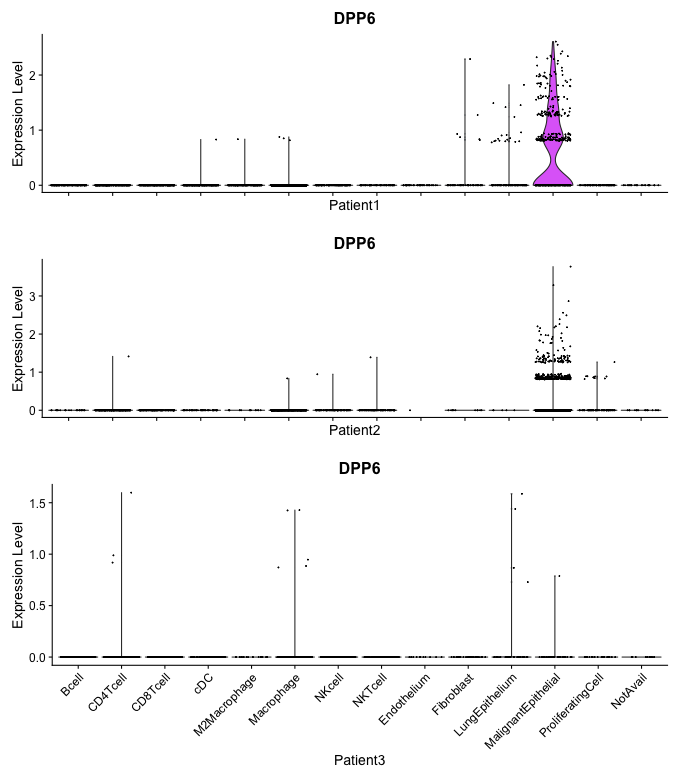 DPP6
Expression Level
2
1
0
Patient1
DPP6
Expression Level
3
2
1
0
Patient2
DPP6
Expression Level
1.5
1.0
0.5
0.0
Bcell
CD4Tcell
CD8Tcell
cDC
M2Macrophage
Macrophage
NKcell
NKTcell
Endothelium
Fibroblast
LungEpithelium
MalignantEpithelial
ProliferatingCell
NotAvail
Patient3